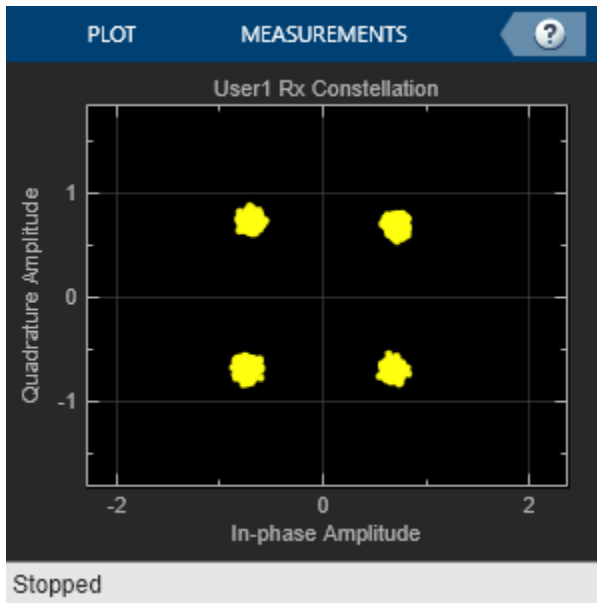 PLOT MEASUREMENTS ?
User1 Rx Constellation
Quadrature Amplitude
1
0
-1
-2 0 2
In-phase Amplitude
Stopped